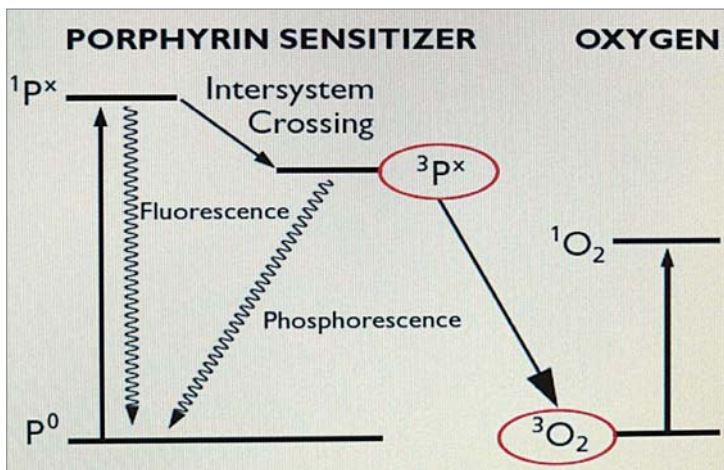 PORPHYRIN SENSITIZER
OXYGEN
¹Pˣ
Intersystem
Crossing
³Pˣ
Fluorescence
¹O₂
Phosphorescence
P⁰
³O₂